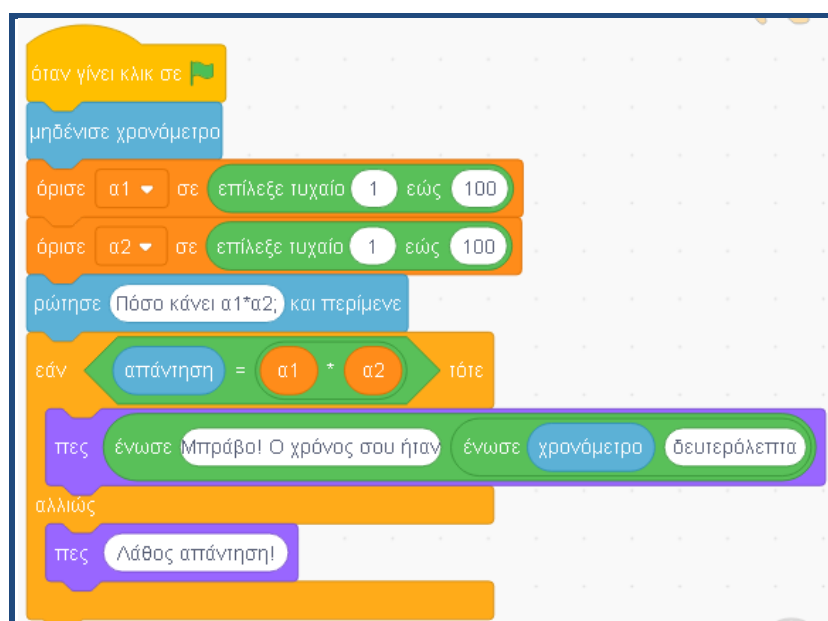 όταν γίνει κλικ σε
μηδένισε χρονόμετρο
όρισε α1 σε επίλεξε τυχαίο 1 εώς 100
όρισε α2 σε επίλεξε τυχαίο 1 εώς 100
ρώτησε Πόσο κάνει α1*α2; και περίμενε
εάν απάντηση = α1 * α2 τότε
πες ένωσε Μπράβο! Ο χρόνος σου ήταν ένωσε χρονόμετρο δευτερόλεπτα
αλλιώς
πες Λάθος απάντηση!